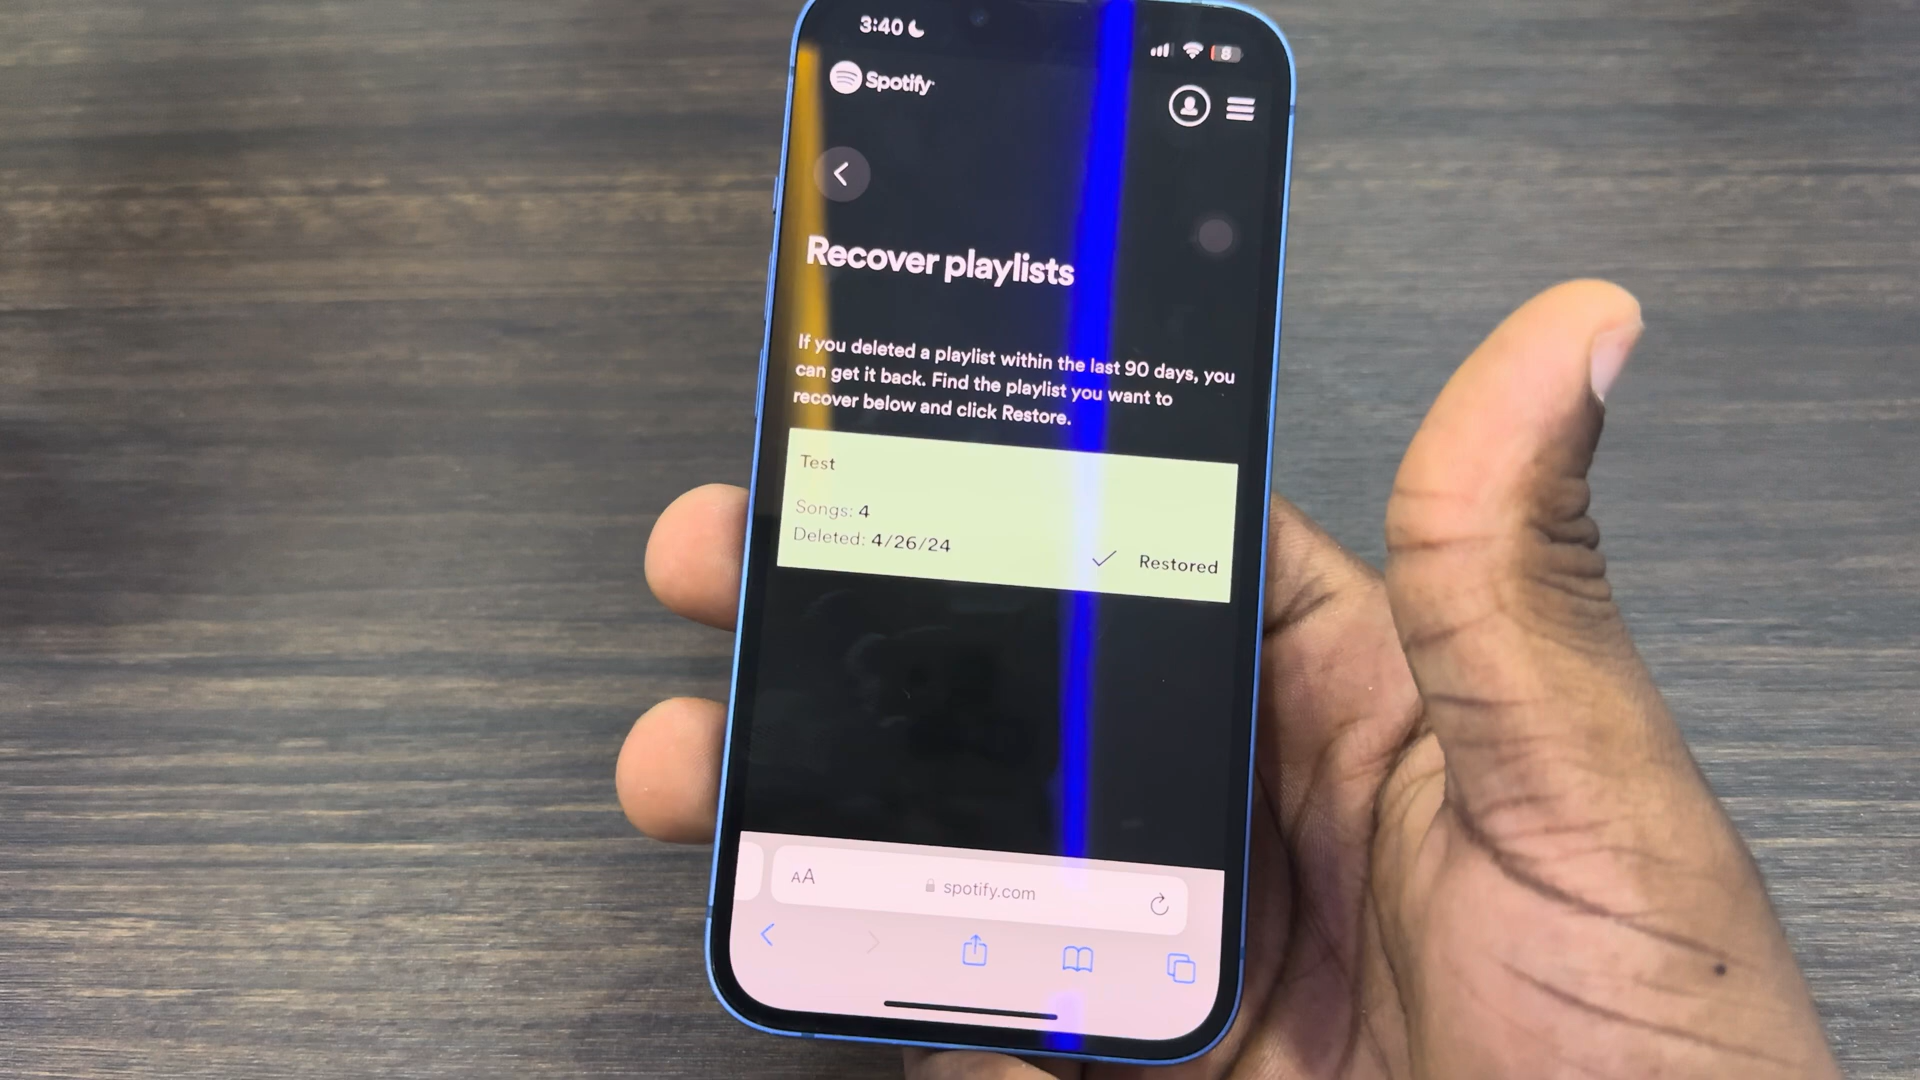 3:40
8
Spotify
Recover playlists
If you deleted a playlist within the last 90 days, you
can get it back. Find the playlist you want to
recover below and click Restore.
Test
Songs: 4
Deleted: 4/26/24
Restored
AA
spotify.com